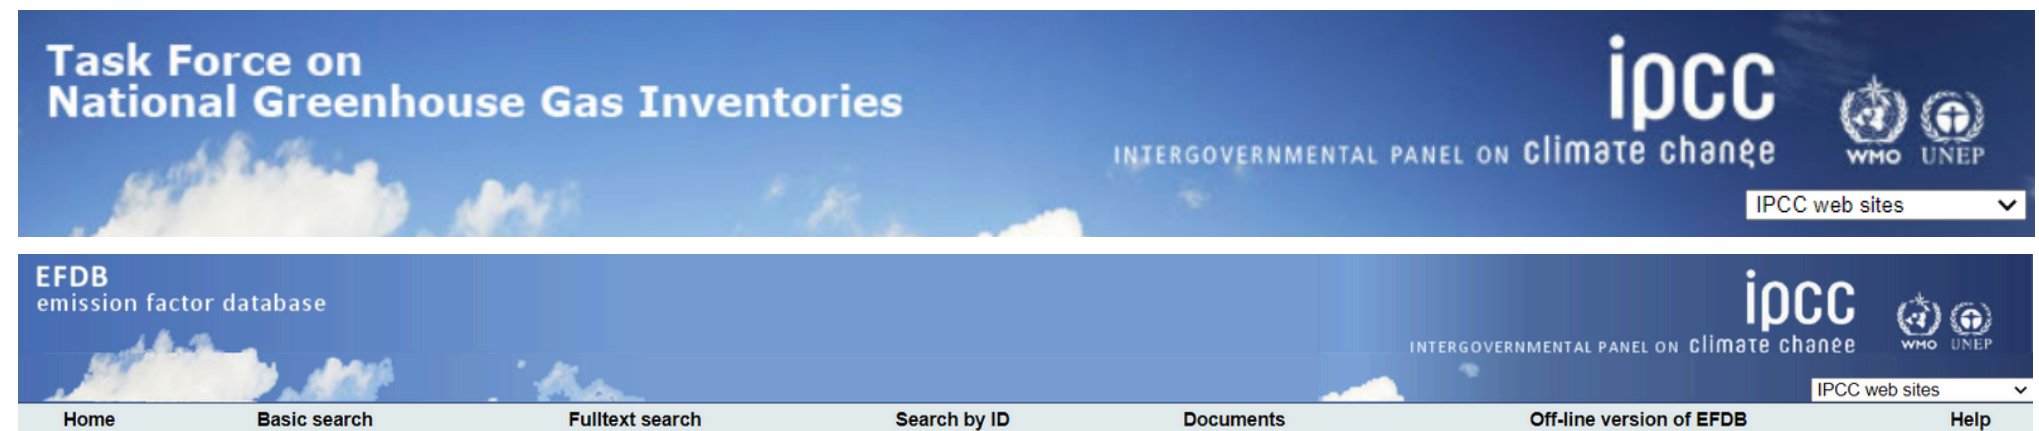 Task Force on
National Greenhouse Gas Inventories
ipcc
INTERGOVERNMENTAL PANEL ON climate change
WMO UNEP
IPCC web sites
EFDB
emission factor database
ipcc
INTERGOVERNMENTAL PANEL ON climate change
WMO UNEP
IPCC web sites
Home Basic search Fulltext search Search by ID Documents Off-line version of EFDB Help